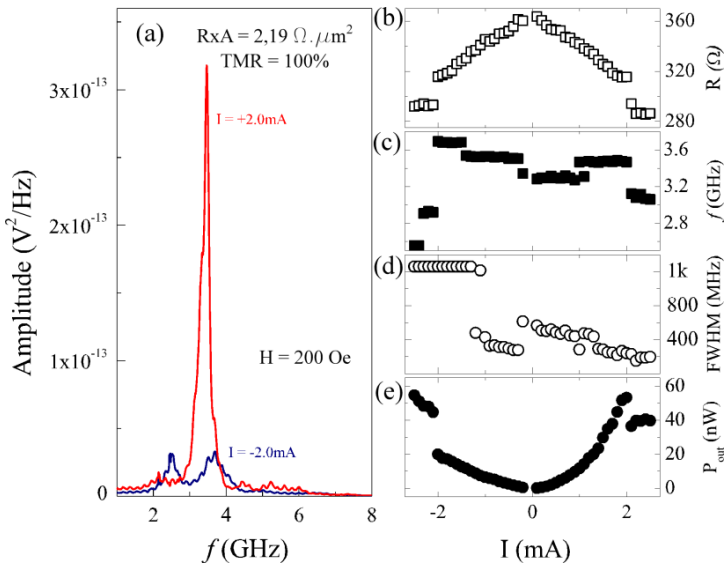 (a)
RxA = 2,19 Ω.μm²
TMR = 100%
I = +2.0mA
H = 200 Oe
I = -2.0mA
Amplitude (V²/Hz)
3x10⁻¹³
2x10⁻¹³
1x10⁻¹³
0
2 4 6 8
f (GHz)
(b)
360
320
280
R (Ω)
(c)
3.6
3.2
2.8
f (GHz)
(d)
1k
800
400
FWHM (MHz)
(e)
60
40
20
0
P_out (nW)
-2 0 2
I (mA)